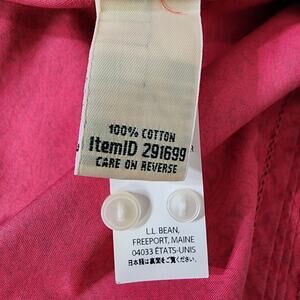 100% COTTON
ItemID 291699
CARE ON REVERSE
R
L.L. BEAN,
FREEPORT, MAINE
04033 ÉTATS-UNIS
日本語は裏面をご覧ください。